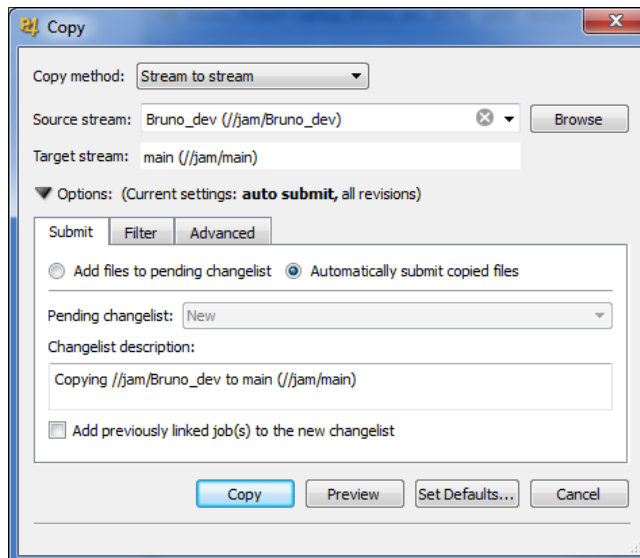 Copy
Copy method: Stream to stream
Source stream: Bruno_dev (//jam/Bruno_dev) Browse
Target stream: main (//jam/main)
Options: (Current settings: auto submit, all revisions)
Submit Filter Advanced
Add files to pending changelist Automatically submit copied files
Pending changelist: New
Changelist description:
Copying //jam/Bruno_dev to main (//jam/main)
Add previously linked job(s) to the new changelist
Copy Preview Set Defaults... Cancel